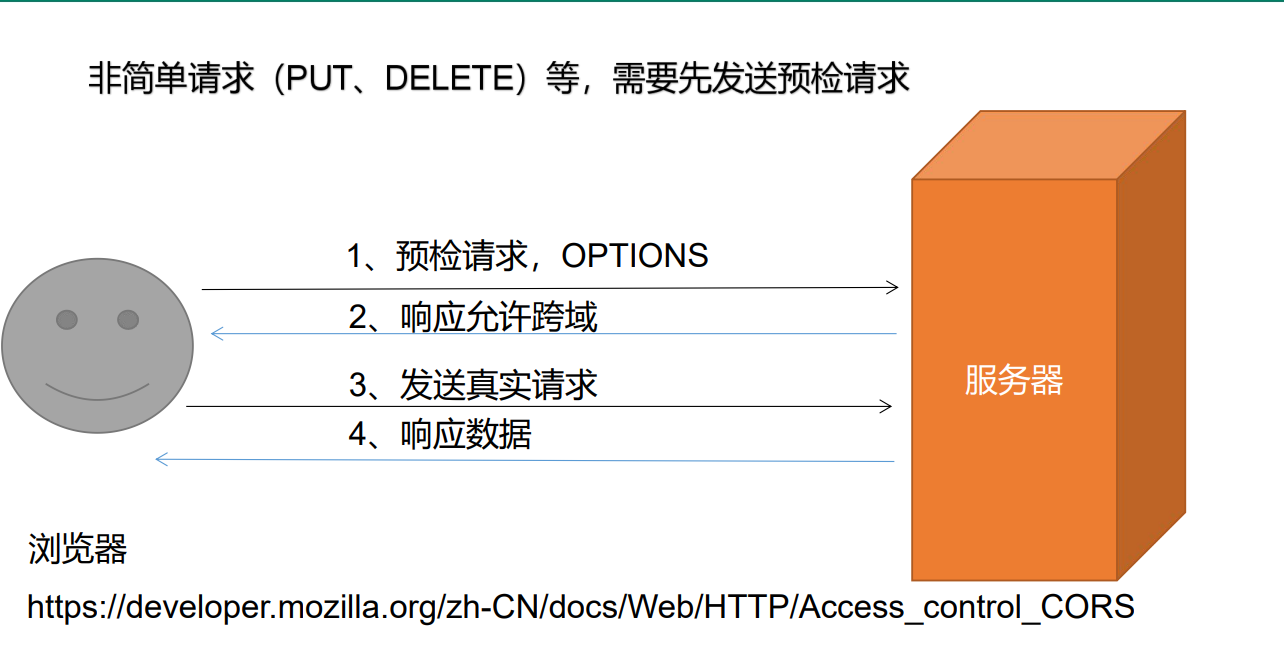 非简单请求（PUT、DELETE）等，需要先发送预检请求
1、预检请求，OPTIONS
2、响应允许跨域
3、发送真实请求
服务器
4、响应数据
浏览器
https://developer.mozilla.org/zh-CN/docs/Web/HTTP/Access_control_CORS